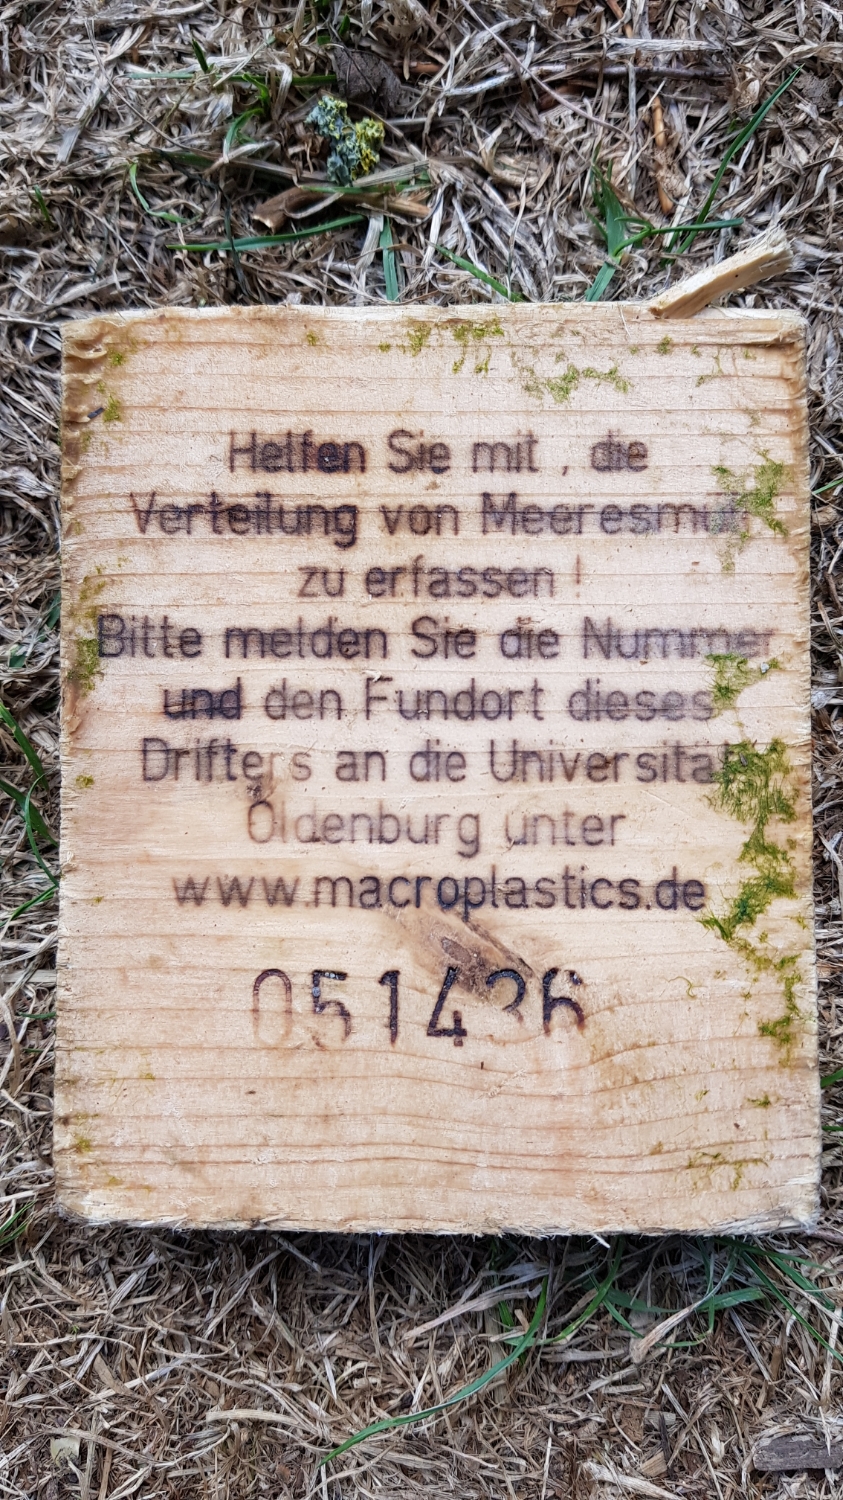 Helfen Sie mit , die
Verteilung von Meeresmüll
zu erfassen !
Bitte melden Sie die Nummer
und den Fundort dieses
Drifters an die Universität
Oldenburg unter
www.macroplastics.de
051436